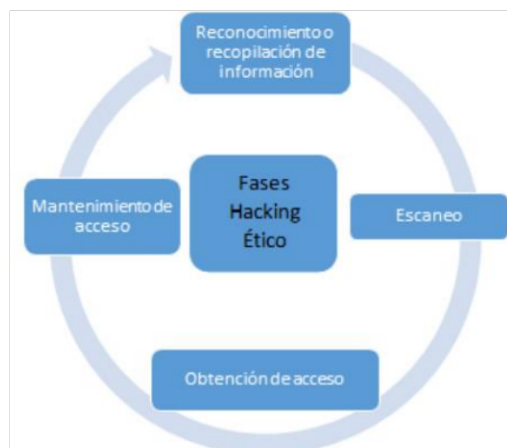 Reconocimiento o
recopilación de
información
Fases
Hacking
Ético
Mantenimiento de
acceso
Escaneo
Obtención de acceso